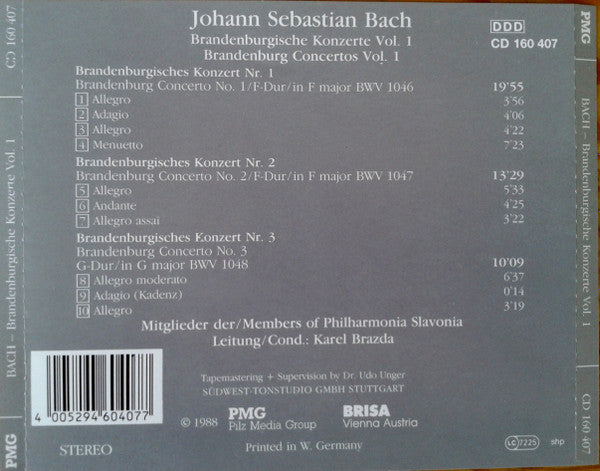 CD 160 407
BACH – Brandenburgische Konzerte Vol. 1
PMG
Johann Sebastian Bach
Brandenburgische Konzerte Vol. 1
Brandenburg Concertos Vol. 1
DDD
CD 160 407
Brandenburgisches Konzert Nr. 1
Brandenburg Concerto No. 1/F-Dur/in F major BWV 1046 19'55
1 Allegro 3'56
2 Adagio 4'06
3 Allegro 4'22
4 Menuetto 7'23
Brandenburgisches Konzert Nr. 2
Brandenburg Concerto No. 2/F-Dur/in F major BWV 1047 13'29
5 Allegro 5'33
6 Andante 4'25
7 Allegro assai 3'22
Brandenburgisches Konzert Nr. 3
Brandenburg Concerto No. 3
G-Dur/in G major BWV 1048 10'09
8 Allegro moderato 6'37
9 Adagio (Kadenz) 0'14
10 Allegro 3'19
Mitglieder der/Members of Philharmonia Slavonia
Leitung/Cond.: Karel Brazda
Tapemastering + Supervision by Dr. Udo Unger
SÜDWEST-TONSTUDIO GMBH STUTTGART
4 005294 604077
© 1988 PMG
Pilz Media Group
BRISA
Vienna Austria
LC 7225 shp
STEREO
Printed in W. Germany
PMG
BACH – Brandenburgische Konzerte Vol. 1
CD 160 407